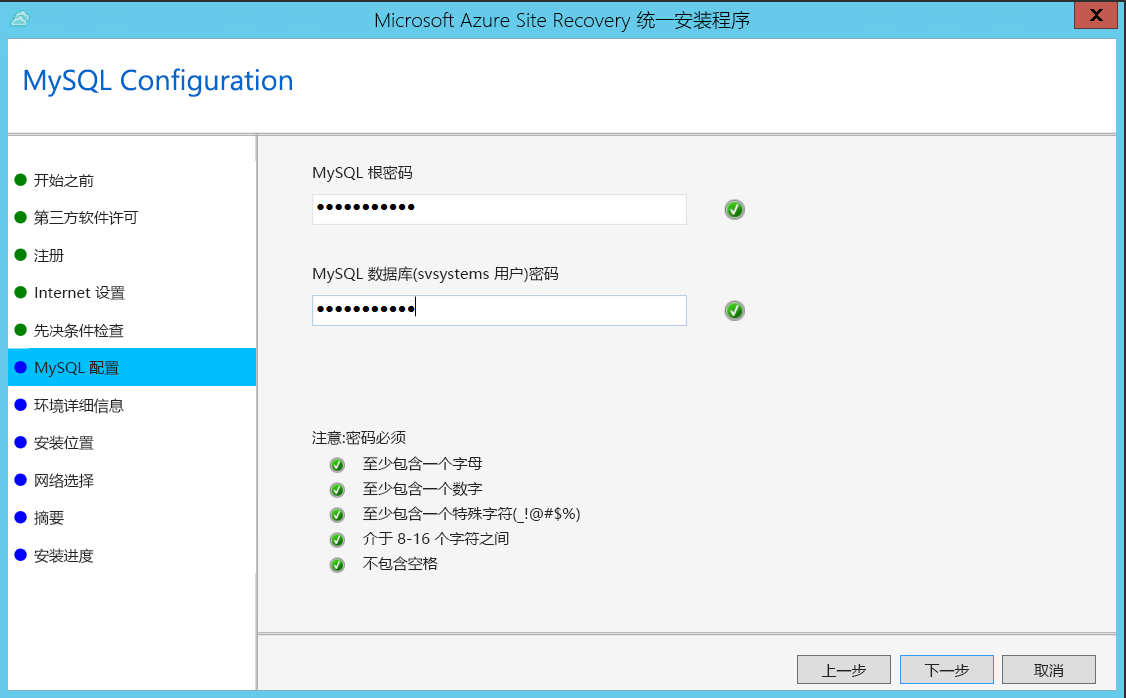 Microsoft Azure Site Recovery 统一安装程序
X
MySQL Configuration
开始之前
第三方软件许可
注册
Internet 设置
先决条件检查
MySQL 配置
环境详细信息
安装位置
网络选择
摘要
安装进度
MySQL 根密码
●●●●●●●●●●●
MySQL 数据库(svsystems 用户)密码
●●●●●●●●●●●
注意:密码必须
至少包含一个字母
至少包含一个数字
至少包含一个特殊字符(_!@#$%)
介于 8-16 个字符之间
不包含空格
上一步
下一步
取消